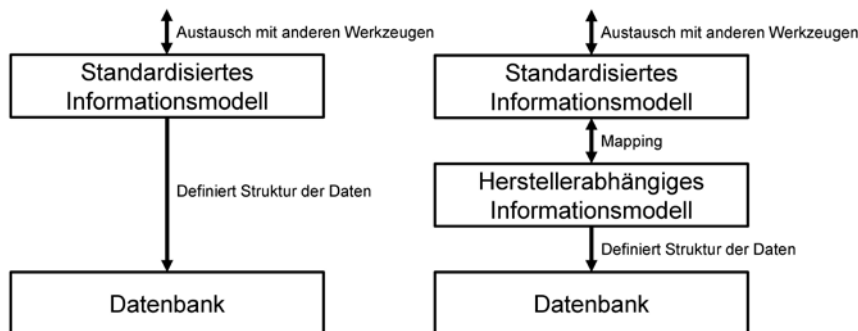 Austausch mit anderen Werkzeugen
Standardisiertes
Informationsmodell
Definiert Struktur der Daten
Datenbank
Austausch mit anderen Werkzeugen
Standardisiertes
Informationsmodell
Mapping
Herstellerabhängiges
Informationsmodell
Definiert Struktur der Daten
Datenbank